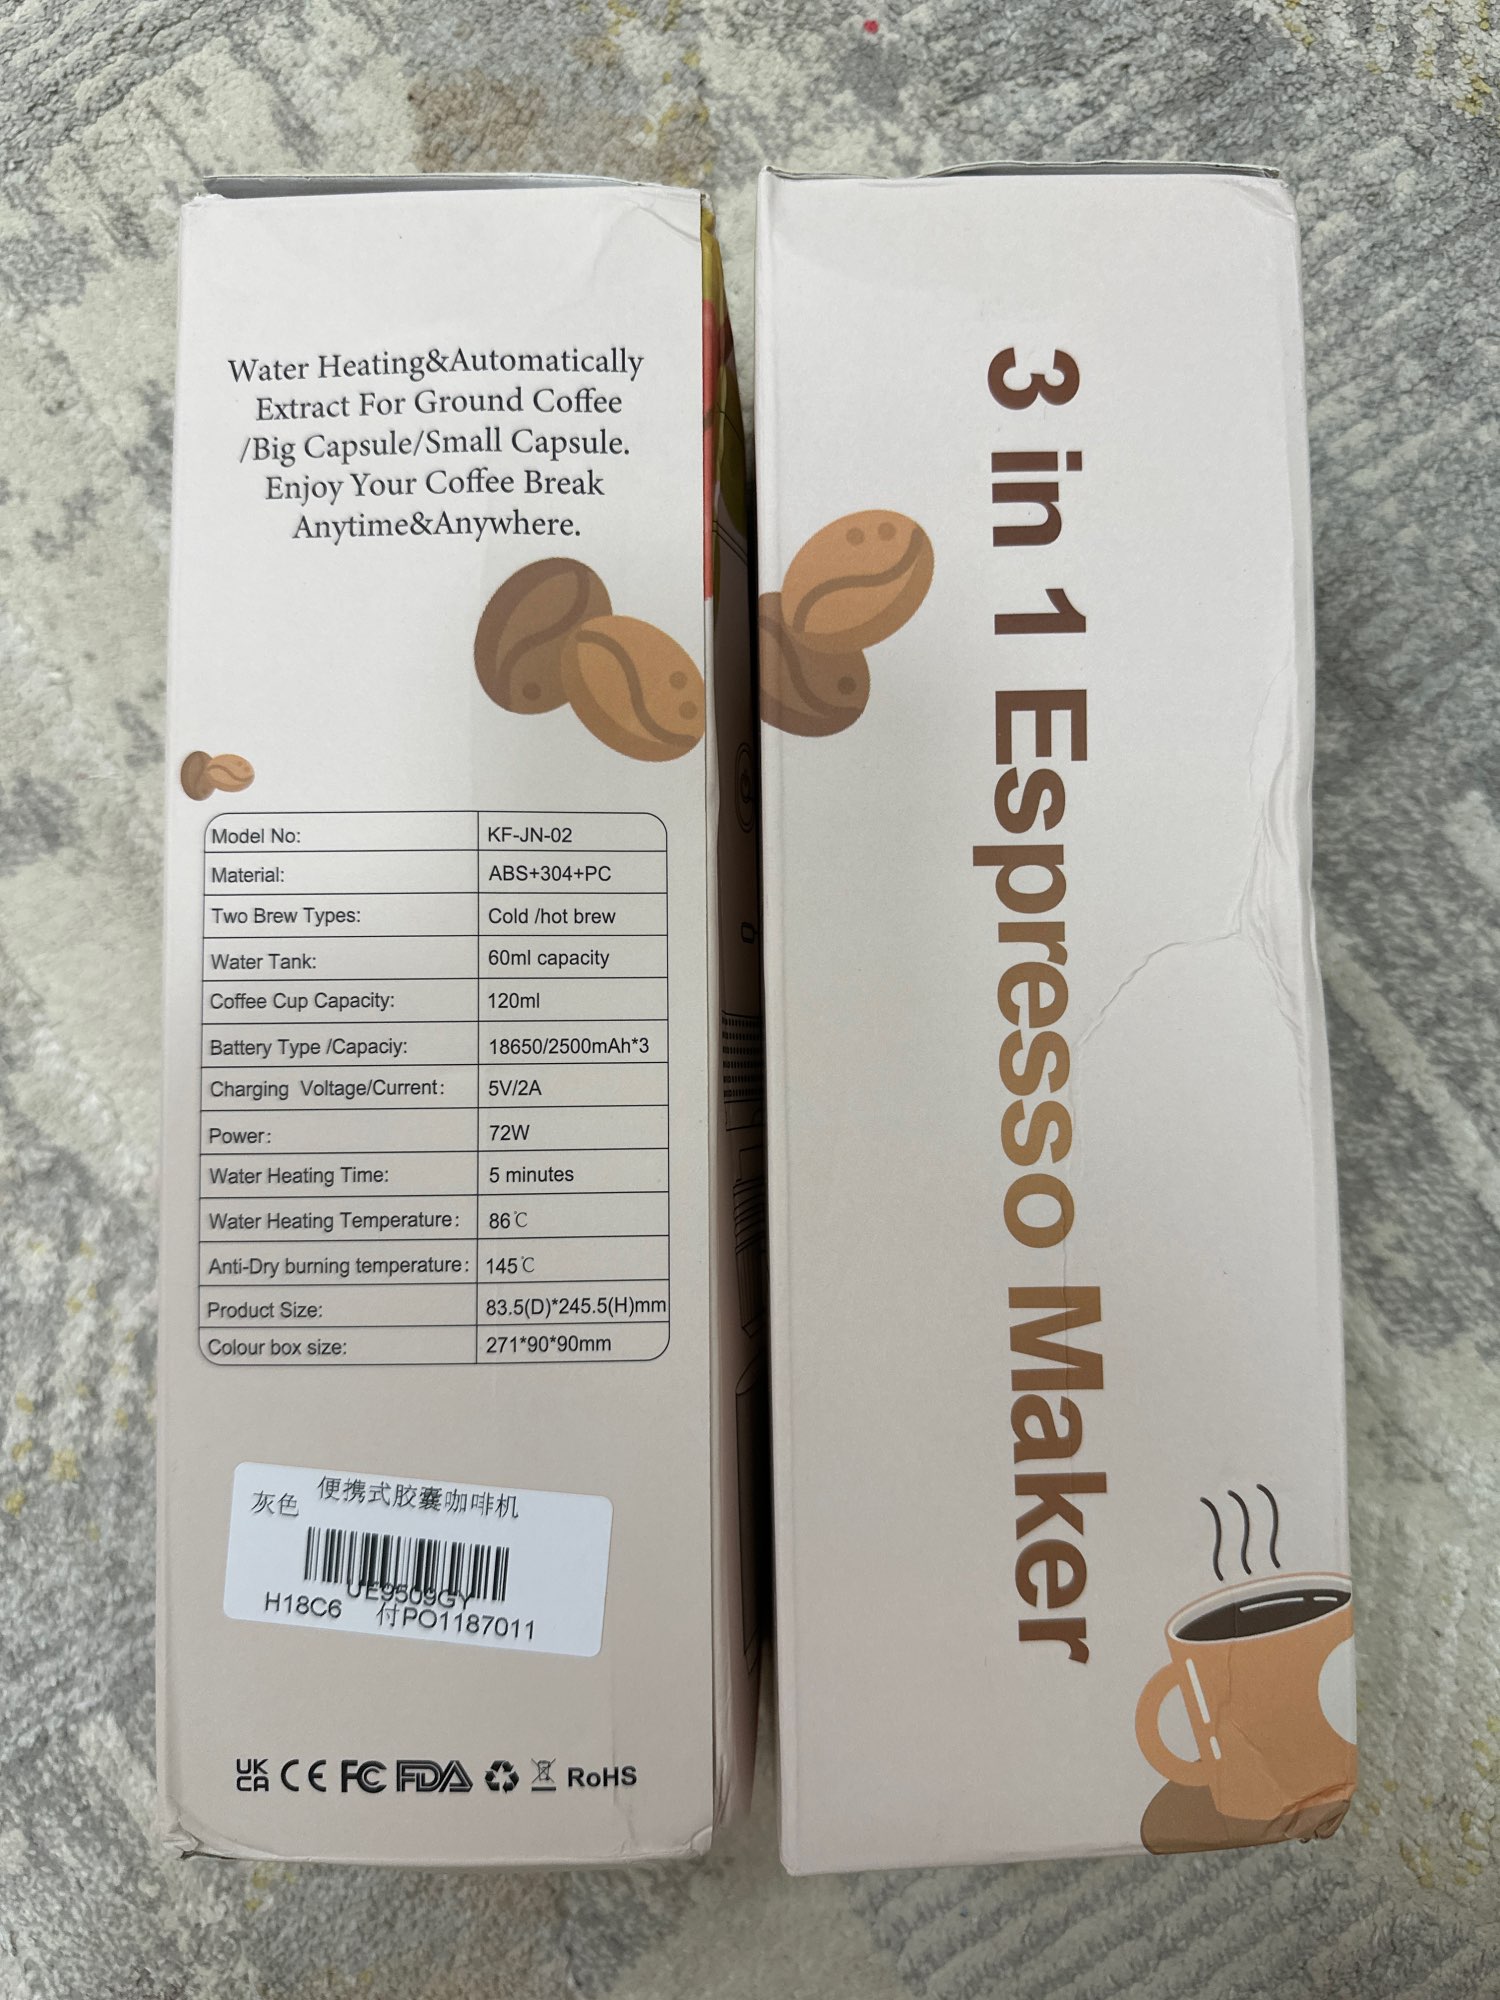 Water Heating&Automatically
Extract For Ground Coffee
/Big Capsule/Small Capsule.
Enjoy Your Coffee Break
Anytime&Anywhere.
Model No: KF-JN-02
Material: ABS+304+PC
Two Brew Types: Cold /hot brew
Water Tank: 60ml capacity
Coffee Cup Capacity: 120ml
Battery Type /Capaciy: 18650/2500mAh*3
Charging Voltage/Current: 5V/2A
Power: 72W
Water Heating Time: 5 minutes
Water Heating Temperature: 86℃
Anti-Dry burning temperature: 145℃
Product Size: 83.5(D)*245.5(H)mm
Colour box size: 271*90*90mm
灰色 便携式胶囊咖啡机
UE9509GY
H18C6 付PO1187011
UK
CA CE FC FDA RoHS
3 in 1 Espresso Maker